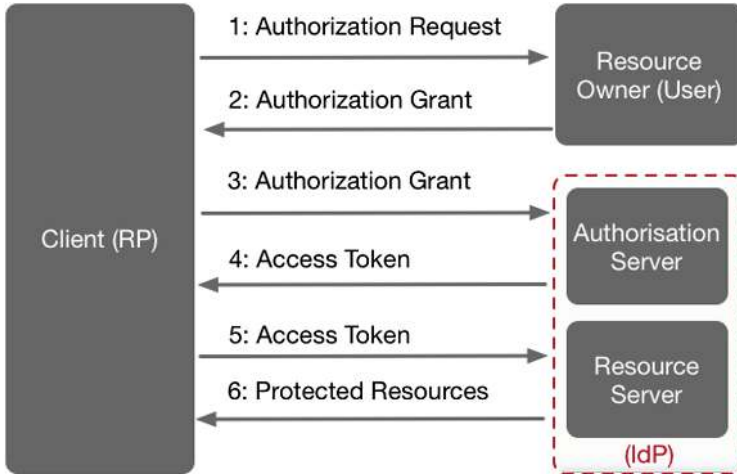 1: Authorization Request
Resource
Owner (User)
2: Authorization Grant
3: Authorization Grant
Client (RP)
Authorisation
Server
4: Access Token
5: Access Token
Resource
Server
6: Protected Resources
(IdP)